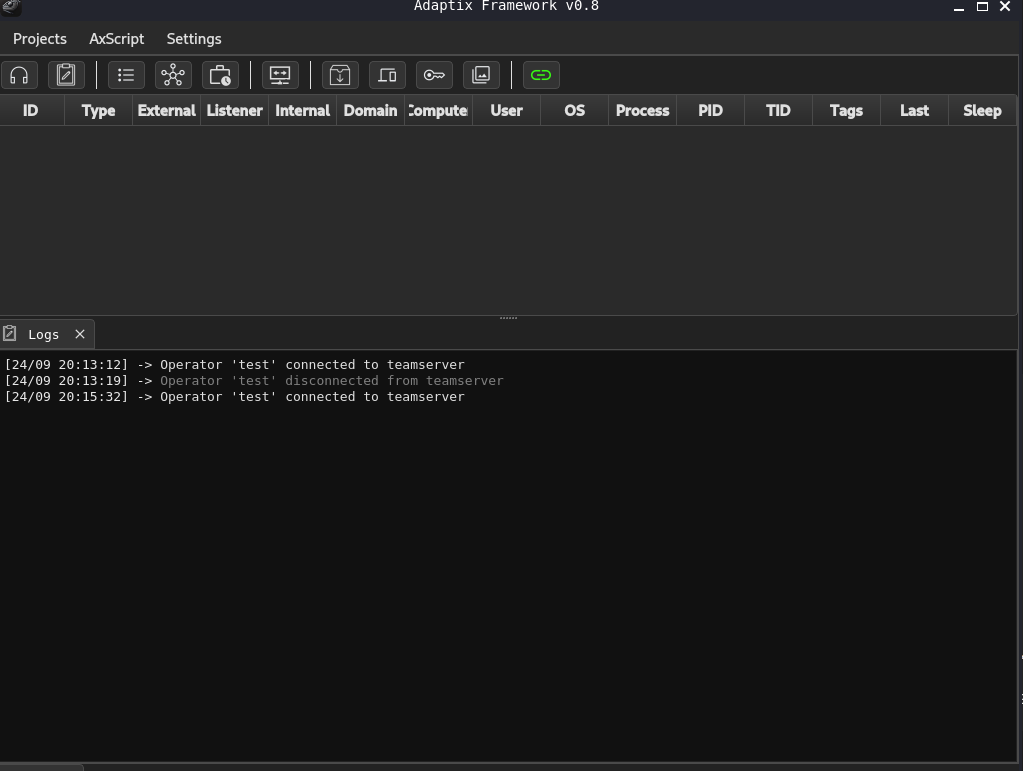 Adaptix Framework v0.8
Projects AxScript Settings
ID Type External Listener Internal Domain Compute User OS Process PID TID Tags Last Sleep
Logs
[24/09 20:13:12] -> Operator 'test' connected to teamserver
[24/09 20:13:19] -> Operator 'test' disconnected from teamserver
[24/09 20:15:32] -> Operator 'test' connected to teamserver